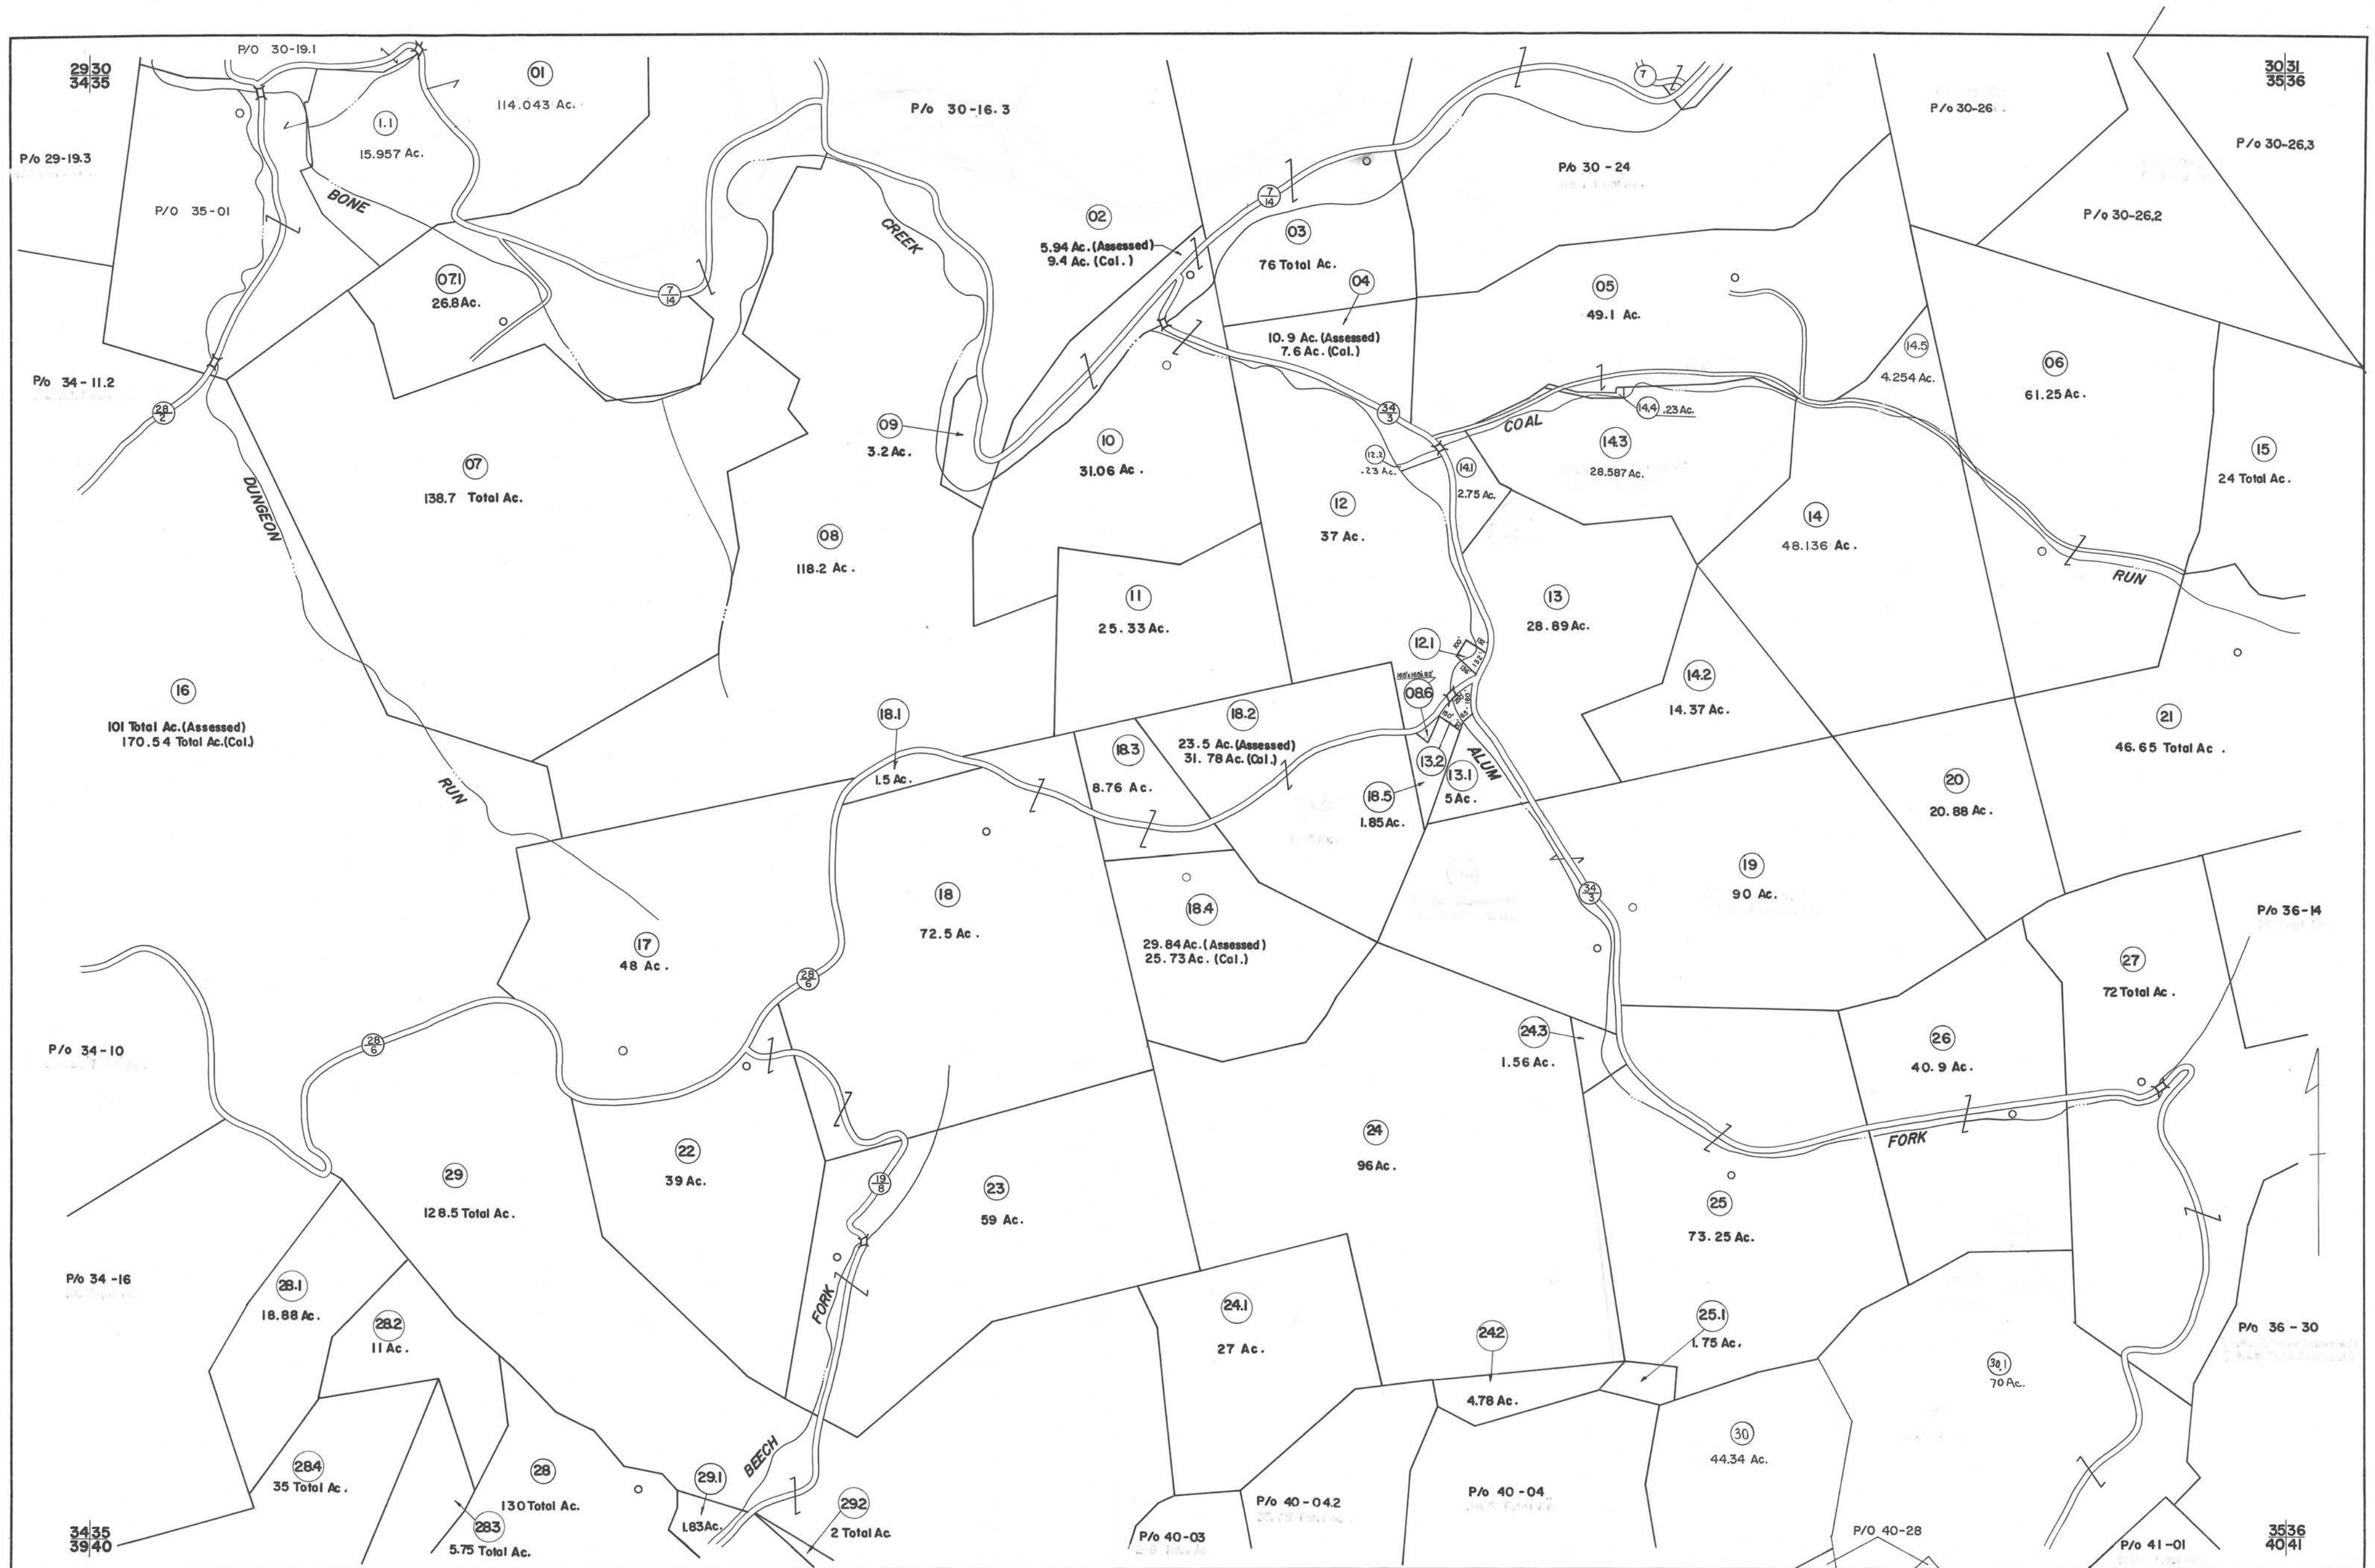 P/O 30-19.1
29 30
34 35
01
114.043 Ac.
P/o 30-16.3
7
30 31
35 36
P/o 30-26
P/o 30-26.3
1.1
15.957 Ac.
P/o 29-19.3
P/o 30-24
P/O 35-01
BONE
CREEK
7
14
02
5.94 Ac. (Assessed)
9.4 Ac. (Cal.)
03
76 Total Ac.
P/o 30-26.2
07.1
26.8 Ac.
7
14
04
10.9 Ac. (Assessed)
7.6 Ac. (Cal.)
05
49.1 Ac.
14.5
4.254 Ac.
06
61.25 Ac.
P/o 34-11.2
28
2
34
3
14.4 .23 Ac.
COAL
09
3.2 Ac.
10
31.06 Ac.
12.2
.23 Ac.
14.1
2.75 Ac.
14.3
28.587 Ac.
15
24 Total Ac.
07
138.7 Total Ac.
DUNGEON
12
37 Ac.
14
48.136 Ac.
08
118.2 Ac.
RUN
11
25.33 Ac.
13
28.89 Ac.
12.1
100'
132'
16
101 Total Ac. (Assessed)
170.54 Total Ac. (Cal.)
08.6
14.2
14.37 Ac.
18.1
1.5 Ac.
18.2
23.5 Ac. (Assessed)
31.78 Ac. (Cal.)
18.3
8.76 Ac.
21
46.65 Total Ac.
RUN
13.2
13.1
5 Ac.
ALUM
18.5
1.85 Ac.
20
20.88 Ac.
19
90 Ac.
34
3
18
72.5 Ac.
18.4
29.84 Ac. (Assessed)
25.73 Ac. (Cal.)
P/o 36-14
17
48 Ac.
28
6
27
72 Total Ac.
28
6
P/o 34-10
24.3
1.56 Ac.
26
40.9 Ac.
FORK
22
39 Ac.
24
96 Ac.
29
128.5 Total Ac.
19
8
23
59 Ac.
25
73.25 Ac.
P/o 34-16
28.1
18.88 Ac.
FORK
24.1
27 Ac.
25.1
1.75 Ac.
28.2
11 Ac.
24.2
4.78 Ac.
P/o 36-30
30.1
70 Ac.
30
44.34 Ac.
BEECH
28.4
35 Total Ac.
28
130 Total Ac.
29.1
1.83 Ac.
P/o 40-04.2
P/o 40-04
28.3
5.75 Total Ac.
29.2
2 Total Ac.
P/o 40-03
P/O 40-28
P/o 41-01
34 35
39 40
35 36
40 41